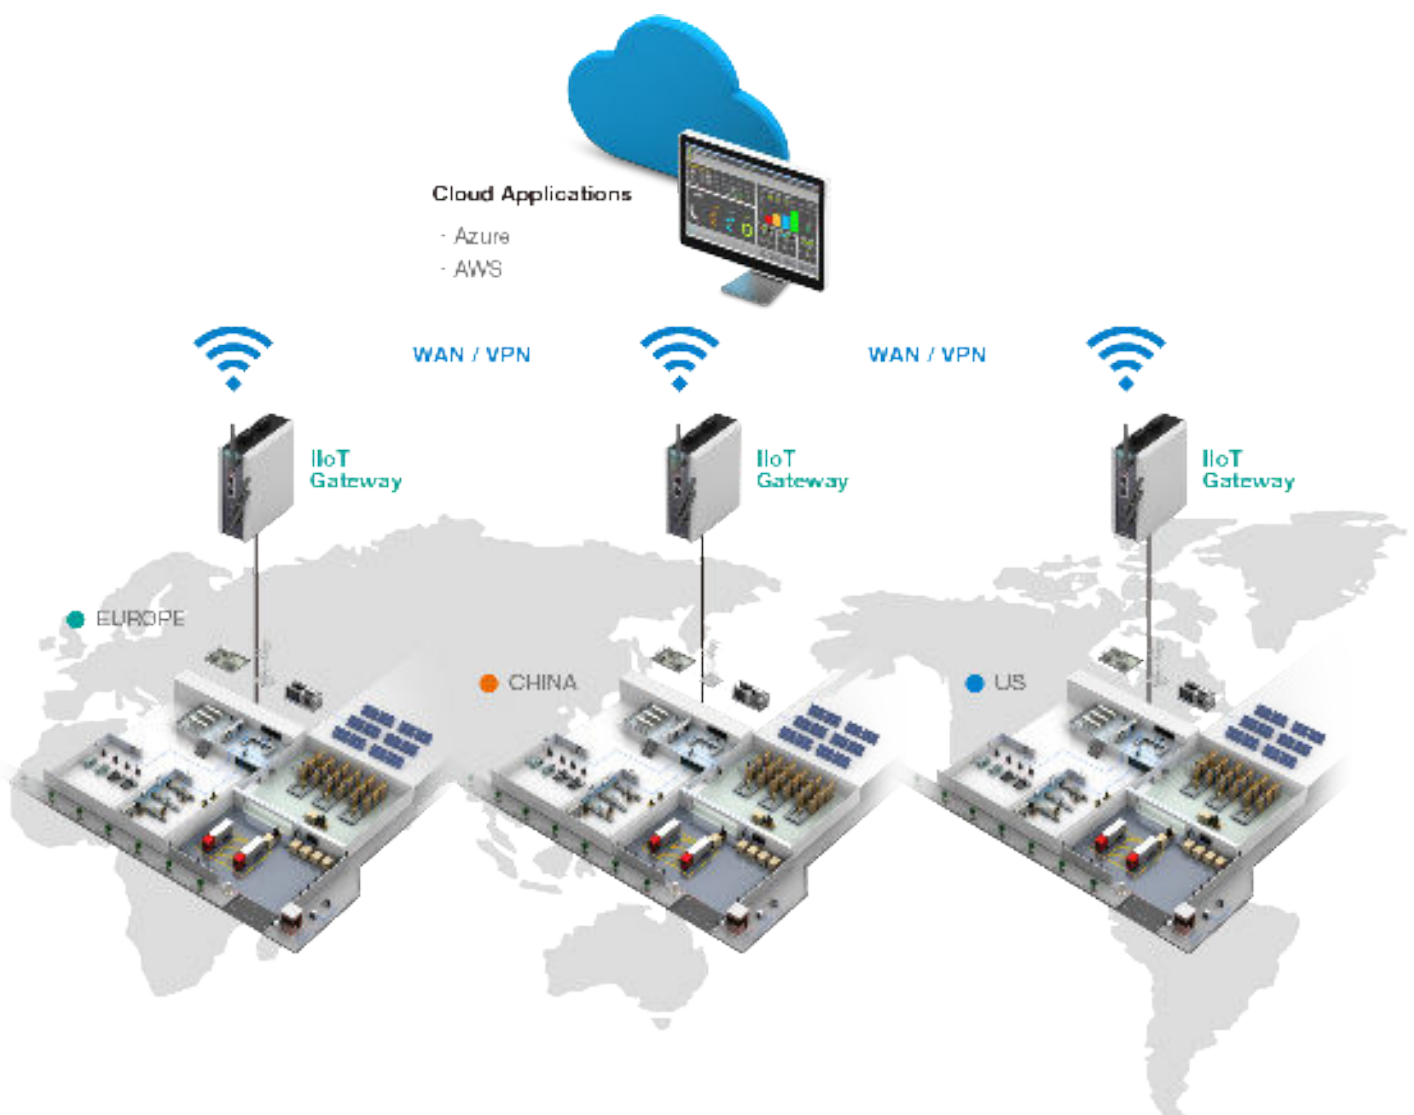 Cloud Applications
- Azure
- AWS
WAN / VPN
WAN / VPN
IIoT
Gateway
IIoT
Gateway
IIoT
Gateway
EUROPE
CHINA
US